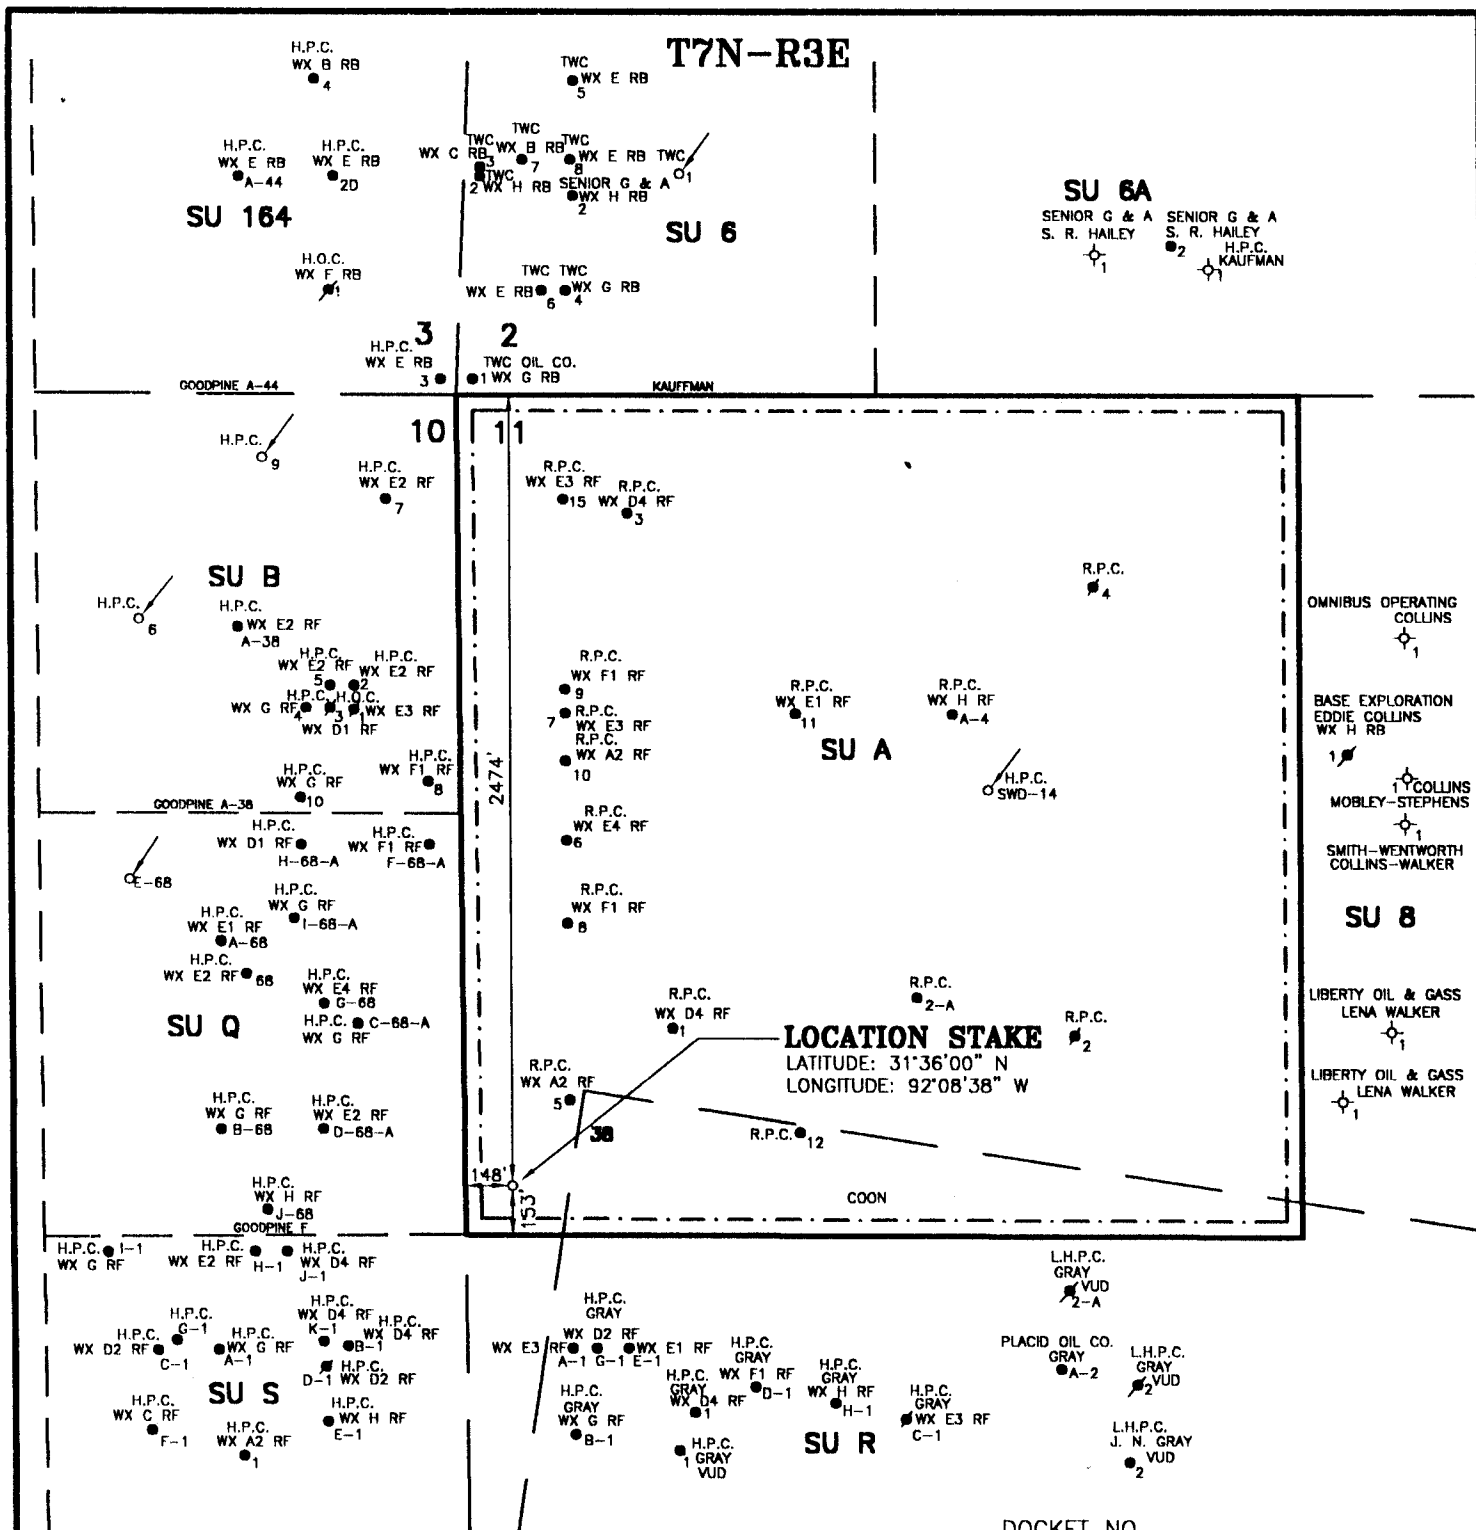 T7N-R3E
H.P.C.
WX B RB
4
H.P.C.
WX E RB
A-44
H.P.C.
WX E RB
2D
SU 164
H.O.C.
WX F RB
1
H.P.C.
WX E RB
3
3
2
TWC
WX E RB
5
TWC
WX G RB
3
TWC
WX H RB
2
TWC
WX B RB
7
TWC
WX E RB
8
TWC
1
SENIOR G & A
WX H RB
2
SU 6
TWC
WX E RB
6
TWC
WX G RB
4
TWC OIL CO.
1 WX G RB
SU 6A
SENIOR G & A
S. R. HAILEY
1
SENIOR G & A
S. R. HAILEY
2
H.P.C.
KAUFMAN
1
GOODPINE A-44
KAUFFMAN
10
11
H.P.C.
9
H.P.C.
WX E2 RF
7
SU B
H.P.C.
6
H.P.C.
WX E2 RF
A-38
H.P.C.
WX E2 RF
5
H.P.C.
WX E2 RF
2
H.P.C.
WX G RF
4
3
WX D1 RF
H.O.C.
WX E3 RF
1
H.P.C.
WX F1 RF
8
H.P.C.
WX G RF
10
GOODPINE A-38
R.P.C.
WX E3 RF
15
R.P.C.
WX D4 RF
3
R.P.C.
4
R.P.C.
WX F1 RF
9
R.P.C.
WX E3 RF
7
R.P.C.
WX A2 RF
10
R.P.C.
WX E1 RF
11
R.P.C.
WX H RF
A-4
SU A
H.P.C.
SWD-14
R.P.C.
WX E4 RF
6
R.P.C.
WX F1 RF
8
2474'
R.P.C.
2-A
R.P.C.
WX D4 RF
1
R.P.C.
2
LOCATION STAKE
LATITUDE: 31°36'00" N
LONGITUDE: 92°08'38" W
R.P.C.
WX A2 RF
5
38
R.P.C.
12
148'
153'
COON
OMNIBUS OPERATING
COLLINS
1
BASE EXPLORATION
EDDIE COLLINS
WX H RB
1
1 COLLINS
MOBLEY-STEPHENS
1
SMITH-WENTWORTH
COLLINS-WALKER
SU 8
LIBERTY OIL & GASS
LENA WALKER
1
LIBERTY OIL & GASS
LENA WALKER
1
H.P.C.
WX D1 RF
H-68-A
H.P.C.
WX F1 RF
F-68-A
E-68
H.P.C.
WX G RF
I-68-A
H.P.C.
WX E1 RF
A-68
H.P.C.
WX E2 RF
68
H.P.C.
WX E4 RF
G-68
SU Q
H.P.C.
C-68-A
WX G RF
H.P.C.
WX G RF
B-68
H.P.C.
WX E2 RF
D-68-A
H.P.C.
WX H RF
J-68
GOODPINE F
H.P.C.
I-1
WX G RF
H.P.C.
WX E2 RF
H-1
H.P.C.
WX D4 RF
J-1
H.P.C.
G-1
H.P.C.
WX D2 RF
C-1
H.P.C.
WX G RF
A-1
H.P.C.
WX D4 RF
K-1
H.P.C.
WX D4 RF
B-1
H.P.C.
D-1
WX D2 RF
SU S
H.P.C.
WX C RF
F-1
H.P.C.
WX A2 RF
1
H.P.C.
WX H RF
E-1
H.P.C.
GRAY
WX D2 RF
WX E3 RF
A-1
G-1
E-1
WX E1 RF
H.P.C.
GRAY
WX G RF
B-1
H.P.C.
GRAY
WX D4 RF
1
H.P.C.
GRAY
WX F1 RF
D-1
H.P.C.
GRAY
WX H RF
H-1
H.P.C.
GRAY
WX E3 RF
C-1
H.P.C.
1 GRAY
VUD
SU R
L.H.P.C.
GRAY
VUD
2-A
PLACID OIL CO.
GRAY
A-2
L.H.P.C.
GRAY
VUD
2
L.H.P.C.
J. N. GRAY
VUD
2
DOCKET NO.